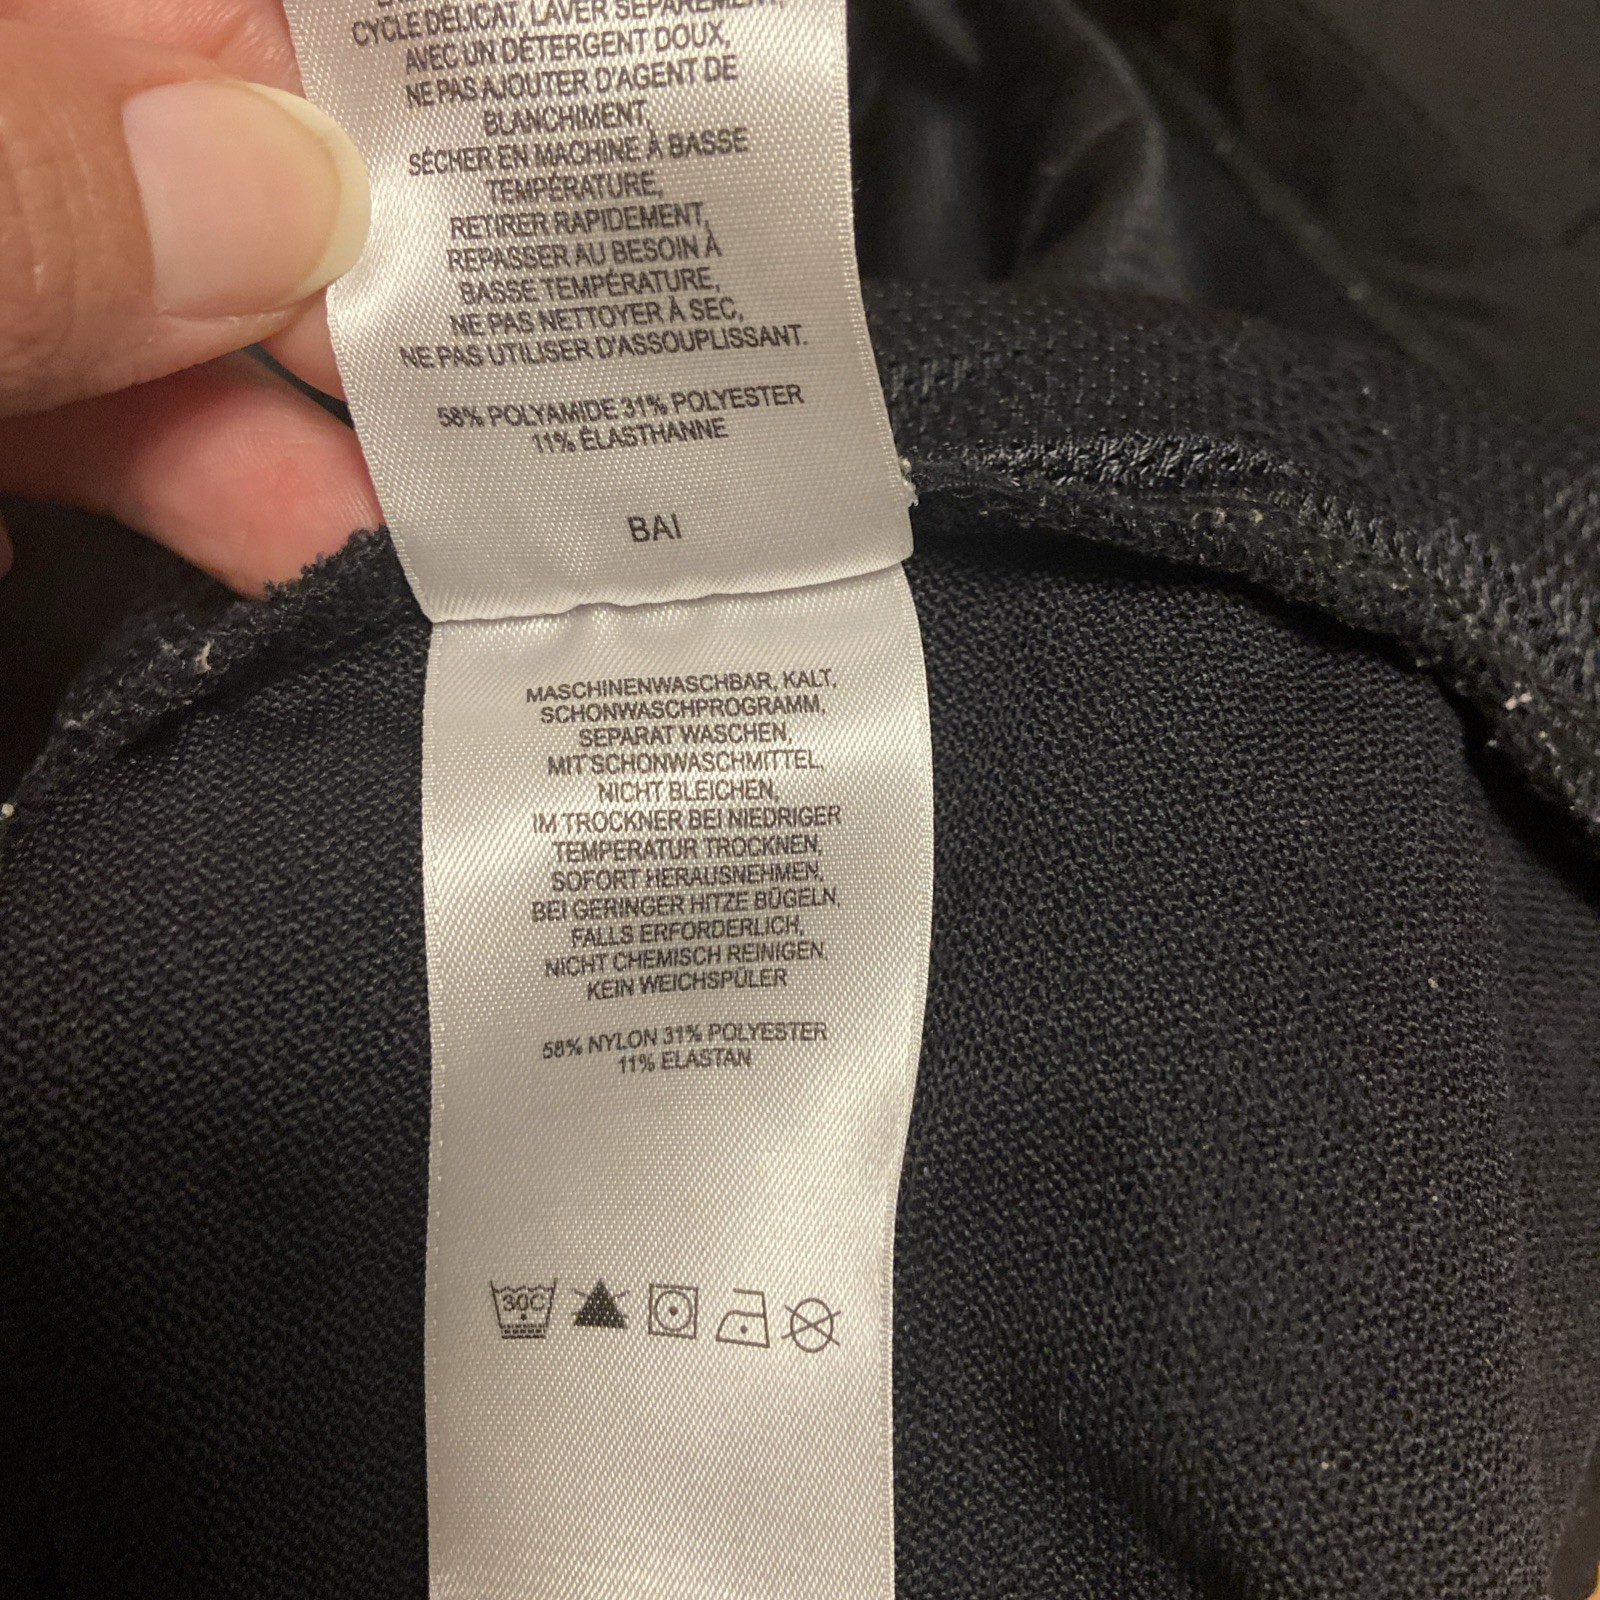 CYCLE DÉLICAT, LAVER SÉPARÉMENT,
AVEC UN DÉTERGENT DOUX,
NE PAS AJOUTER D'AGENT DE
BLANCHIMENT,
SÉCHER EN MACHINE À BASSE
TEMPÉRATURE,
RETIRER RAPIDEMENT,
REPASSER AU BESOIN À
BASSE TEMPÉRATURE,
NE PAS NETTOYER À SEC,
NE PAS UTILISER D'ASSOUPLISSANT.
58% POLYAMIDE 31% POLYESTER
11% ÉLASTHANNE
BAI
MASCHINENWASCHBAR, KALT,
SCHONWASCHPROGRAMM,
SEPARAT WASCHEN,
MIT SCHONWASCHMITTEL,
NICHT BLEICHEN,
IM TROCKNER BEI NIEDRIGER
TEMPERATUR TROCKNEN,
SOFORT HERAUSNEHMEN,
BEI GERINGER HITZE BÜGELN,
FALLS ERFORDERLICH,
NICHT CHEMISCH REINIGEN.
KEIN WEICHSPÜLER
58% NYLON 31% POLYESTER
11% ELASTAN
30C